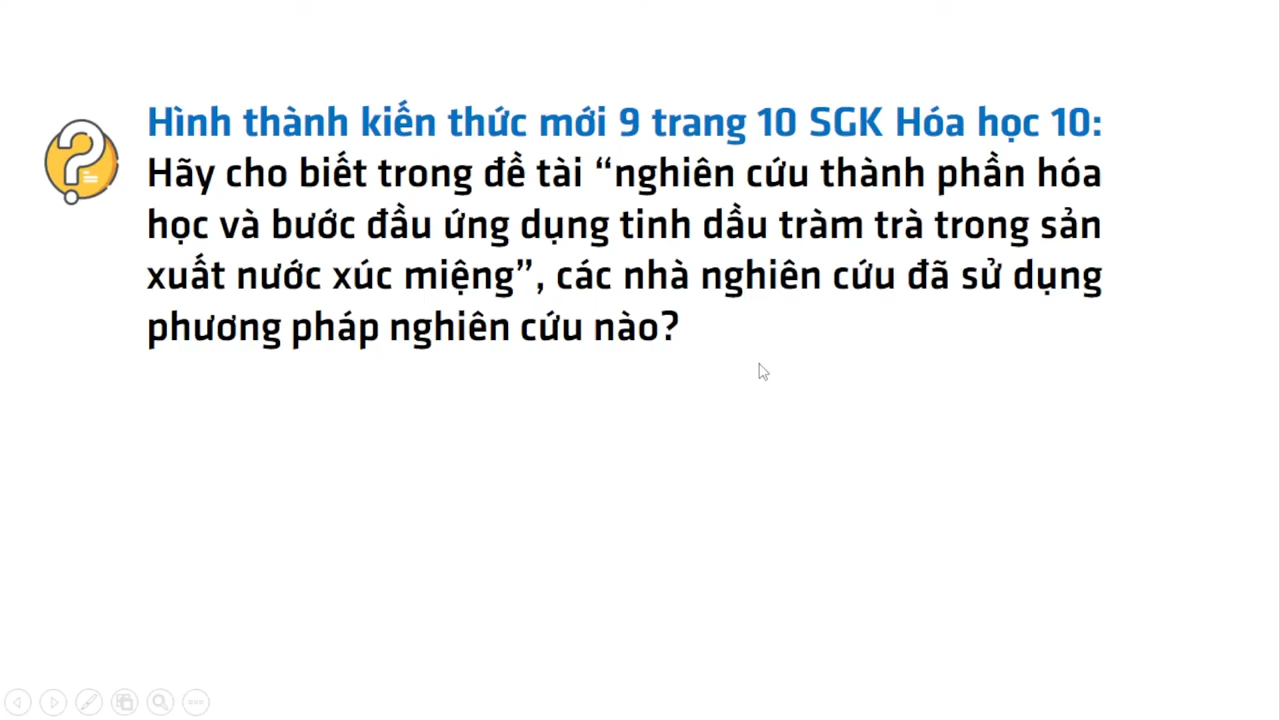 Hình thành kiến thức mới 9 trang 10 SGK Hóa học 10:
Hãy cho biết trong đề tài “nghiên cứu thành phần hóa
học và bước đầu ứng dụng tinh dầu tràm trà trong sản
xuất nước xúc miệng”, các nhà nghiên cứu đã sử dụng
phương pháp nghiên cứu nào?